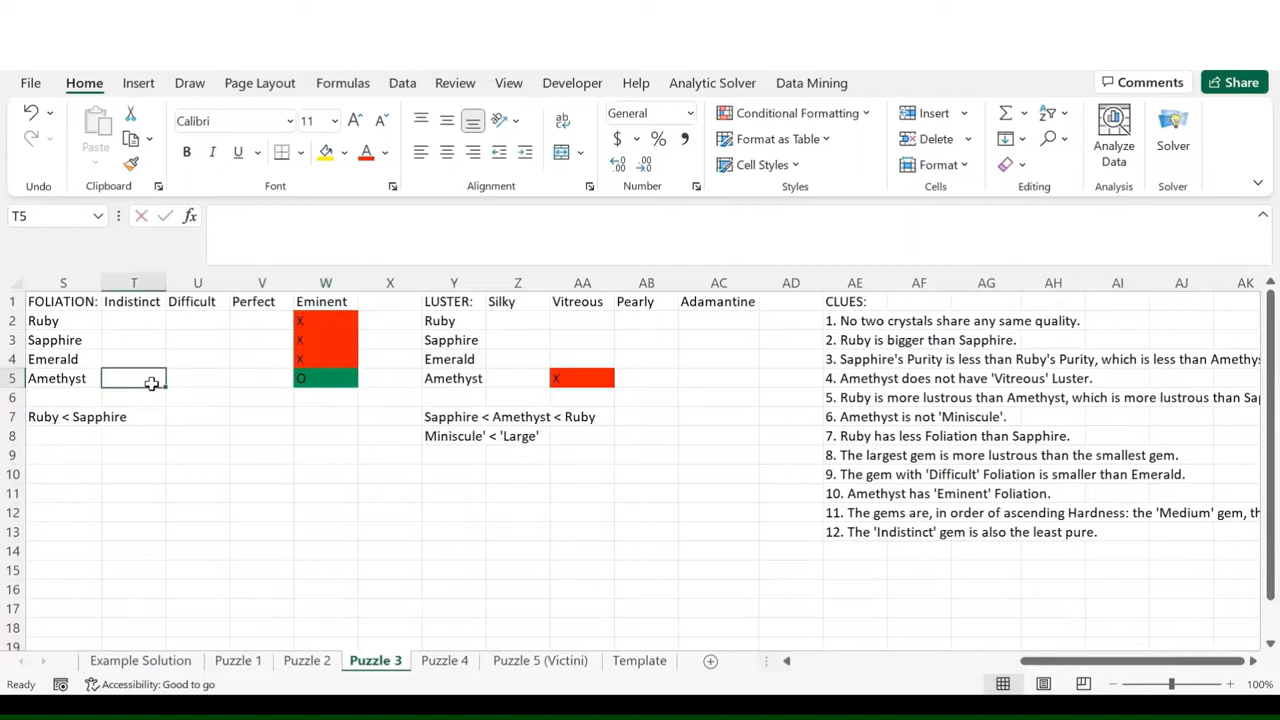 File Home Insert Draw Page Layout Formulas Data Review View Developer Help Analytic Solver Data Mining Comments Share
Calibri 11 General Conditional Formatting Insert
Paste Format as Table Delete Analyze Data Solver
B I U $ % Cell Styles Format
Undo Clipboard Font Alignment Number Styles Cells Editing Analysis Solver
T5 fx
S T U V W X Y Z AA AB AC AD AE AF AG AH AI AJ AK
1 FOLIATION: Indistinct Difficult Perfect Eminent LUSTER: Silky Vitreous Pearly Adamantine CLUES:
2 Ruby X Ruby 1. No two crystals share any same quality.
3 Sapphire X Sapphire 2. Ruby is bigger than Sapphire.
4 Emerald X Emerald 3. Sapphire's Purity is less than Ruby's Purity, which is less than Amethys
5 Amethyst O Amethyst X 4. Amethyst does not have 'Vitreous' Luster.
6 5. Ruby is more lustrous than Amethyst, which is more lustrous than Sap
7 Ruby < Sapphire Sapphire < Amethyst < Ruby 6. Amethyst is not 'Miniscule'.
8 Miniscule' < 'Large' 7. Ruby has less Foliation than Sapphire.
9 8. The largest gem is more lustrous than the smallest gem.
10 9. The gem with 'Difficult' Foliation is smaller than Emerald.
11 10. Amethyst has 'Eminent' Foliation.
12 11. The gems are, in order of ascending Hardness: the 'Medium' gem, th
13 12. The 'Indistinct' gem is also the least pure.
14
15
16
17
18
19
Example Solution Puzzle 1 Puzzle 2 Puzzle 3 Puzzle 4 Puzzle 5 (Victini) Template
Ready Accessibility: Good to go 100%